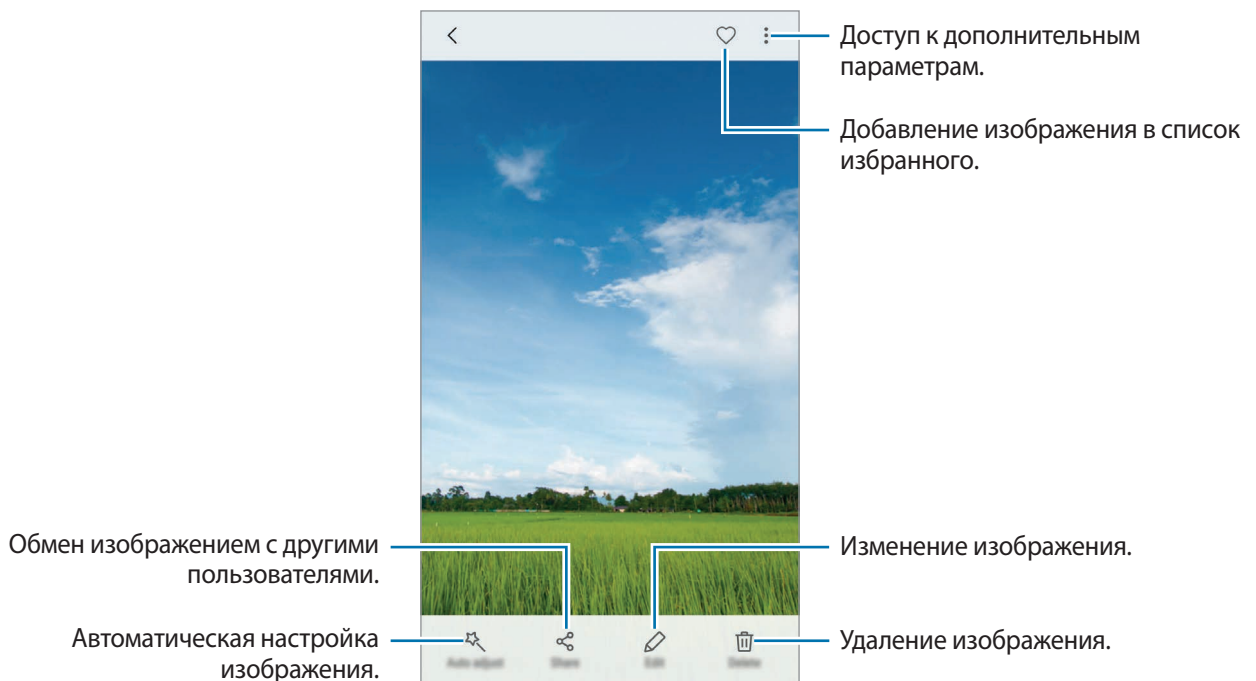 Доступ к дополнительным
параметрам.
Добавление изображения в список
избранного.
Обмен изображением с другими
пользователями.
Изменение изображения.
Автоматическая настройка
изображения.
Удаление изображения.
Auto adjust
Share
Edit
Delete